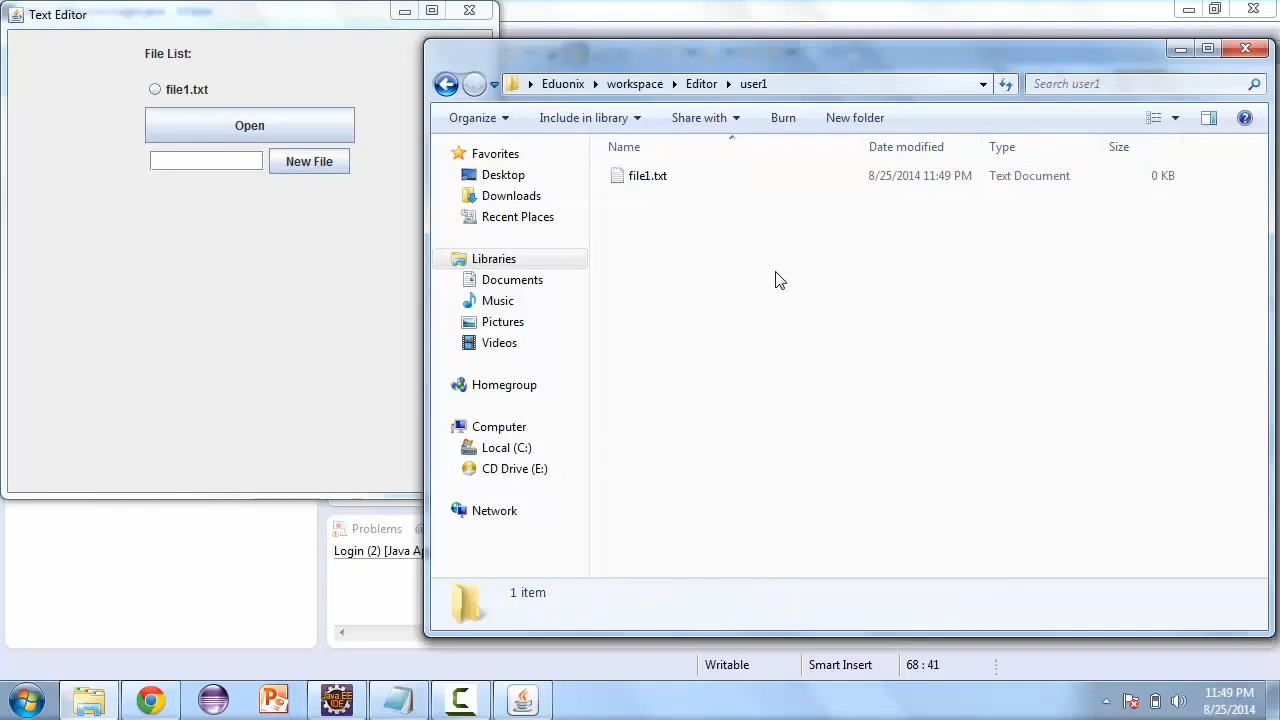 Text Editor
File List:
file1.txt
Open
New File
Eduonix workspace Editor user1
Search user1
Organize Include in library Share with Burn New folder
Name Date modified Type Size
file1.txt 8/25/2014 11:49 PM Text Document 0 KB
Favorites
Desktop
Downloads
Recent Places
Libraries
Documents
Music
Pictures
Videos
Homegroup
Computer
Local (C:)
CD Drive (E:)
Network
1 item
Problems @
Login (2) [Java Ap
Writable Smart Insert 68 : 41
Java EE
IDE
11:49 PM
8/25/2014